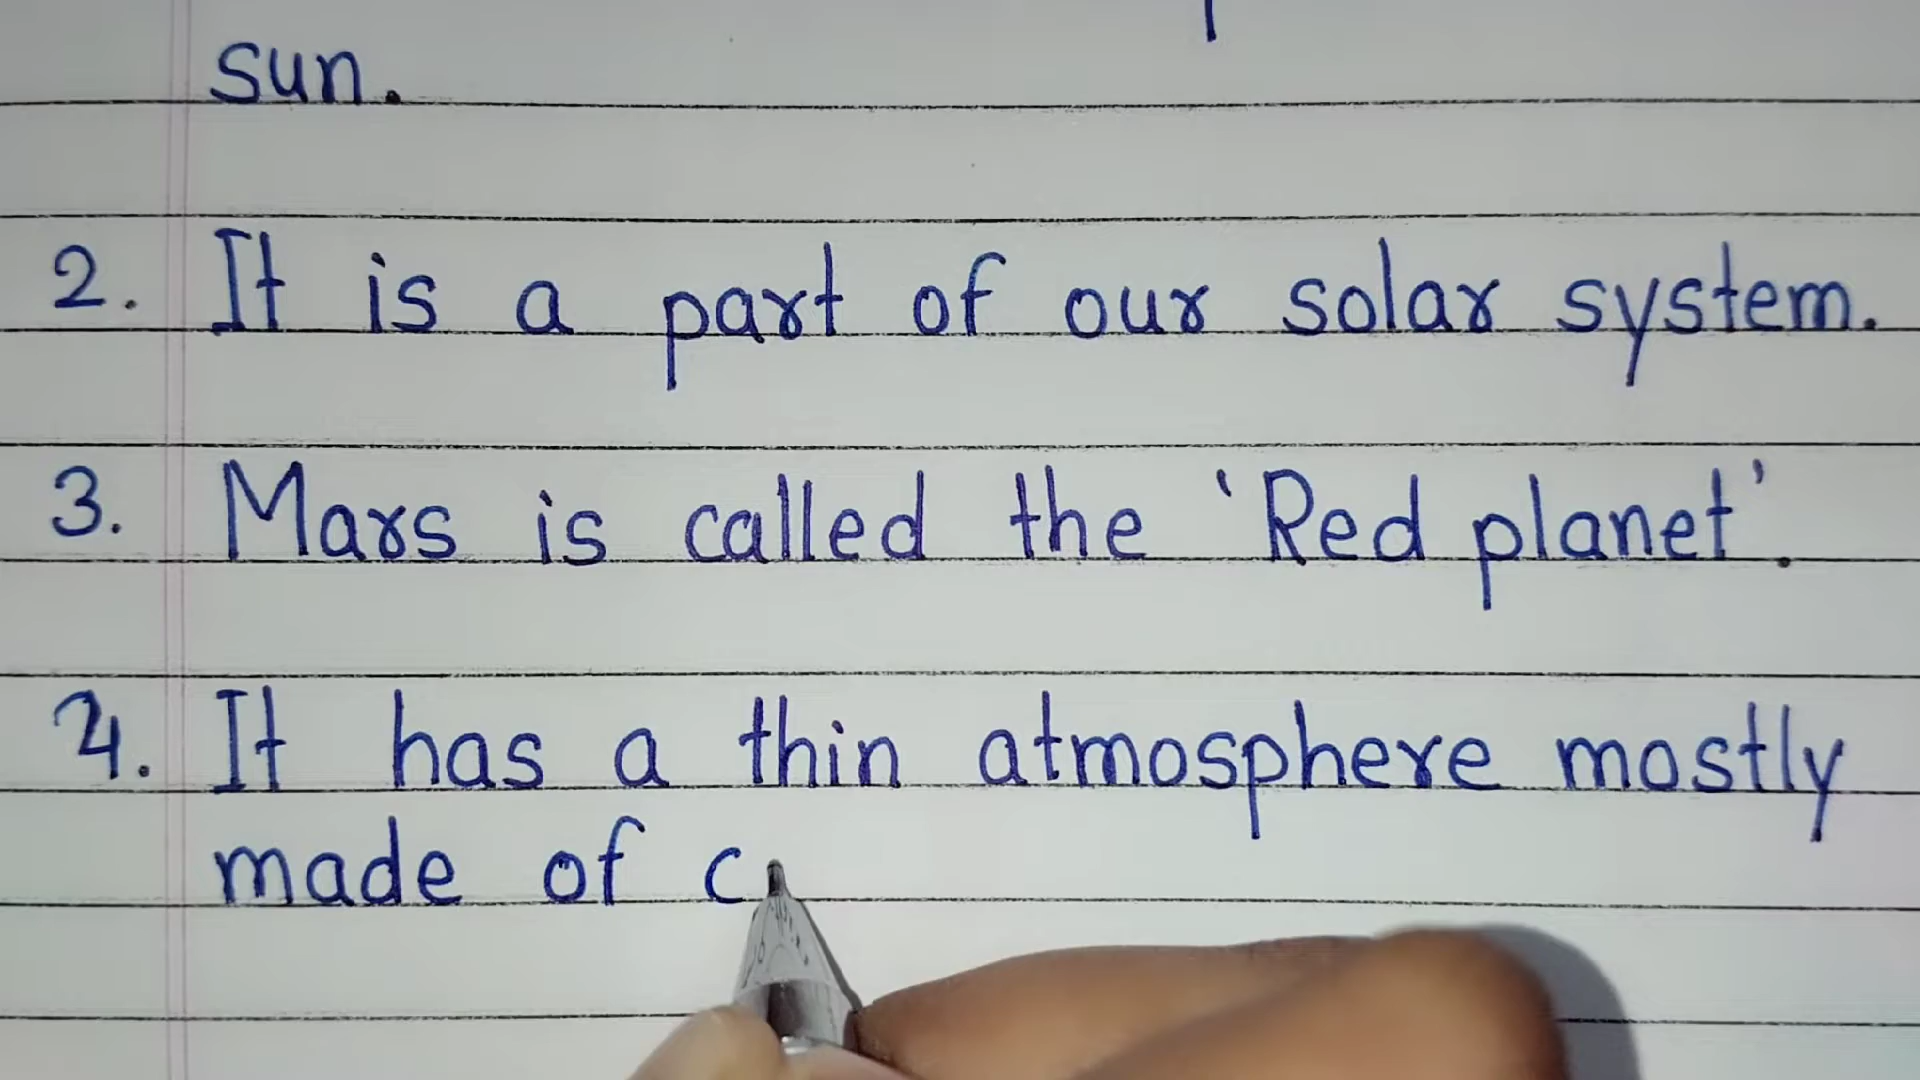 sun.
2. It is a part of our solar system.
3. Mars is called the 'Red planet'.
4. It has a thin atmosphere mostly
made of c